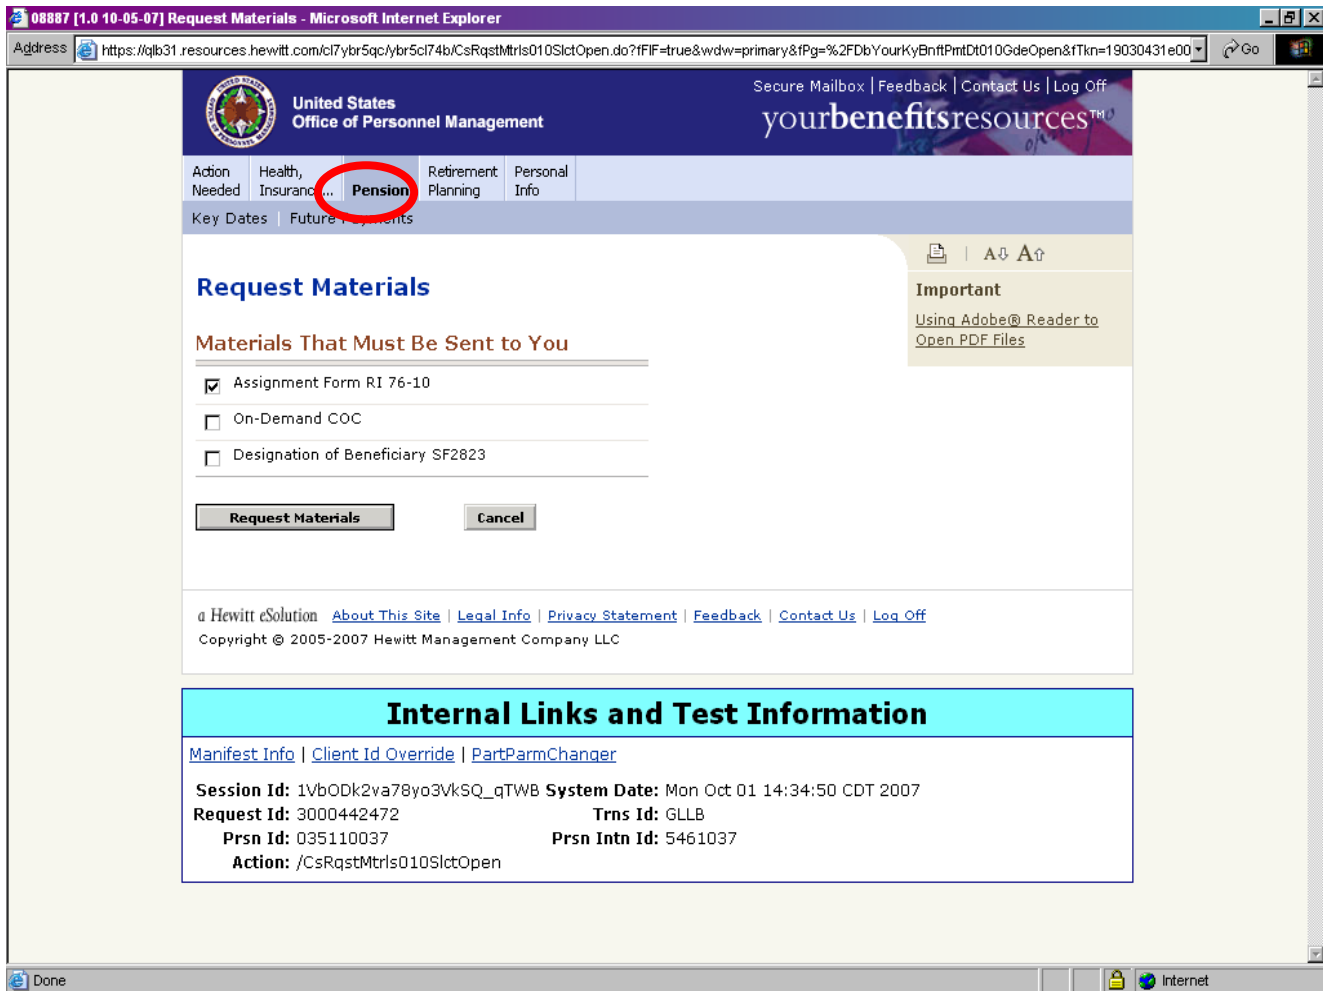 08887 [1.0 10-05-07] Request Materials - Microsoft Internet Explorer
Address https://qlb31.resources.hewitt.com/cl7ybr5qc/ybr5cl74b/CsRqstMtrls010SlctOpen.do?fFIF=true&wdw=primary&fPg=%2FDbYourKyBnftPmtDt010GdeOpen&fTkn=19030431e00 Go
Secure Mailbox | Feedback | Contact Us | Log Off
United States
Office of Personnel Management
yourbenefitsresources™
Action Needed
Health, Insurance...
Pension
Retirement Planning
Personal Info
Key Dates | Future Payments
A A
Request Materials
Important
Using Adobe® Reader to
Open PDF Files
Materials That Must Be Sent to You
Assignment Form RI 76-10
On-Demand COC
Designation of Beneficiary SF2823
Request Materials Cancel
a Hewitt eSolution About This Site | Legal Info | Privacy Statement | Feedback | Contact Us | Log Off
Copyright © 2005-2007 Hewitt Management Company LLC
Internal Links and Test Information
Manifest Info | Client Id Override | PartParmChanger
Session Id: 1VbODk2va78yo3VkSQ_qTWB System Date: Mon Oct 01 14:34:50 CDT 2007
Request Id: 3000442472 Trns Id: GLLB
Prsn Id: 035110037 Prsn Intn Id: 5461037
Action: /CsRqstMtrls010SlctOpen
Done Internet